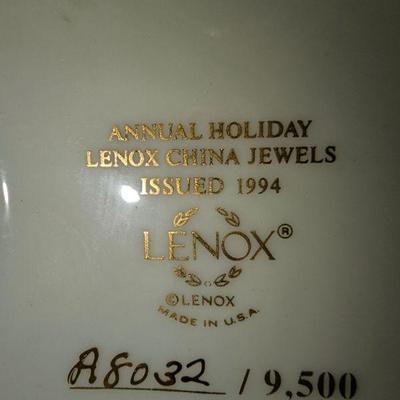 ANNUAL HOLIDAY
LENOX CHINA JEWELS
ISSUED 1994
LENOX®
©LENOX
MADE IN U.S.A.
A8032 / 9,500